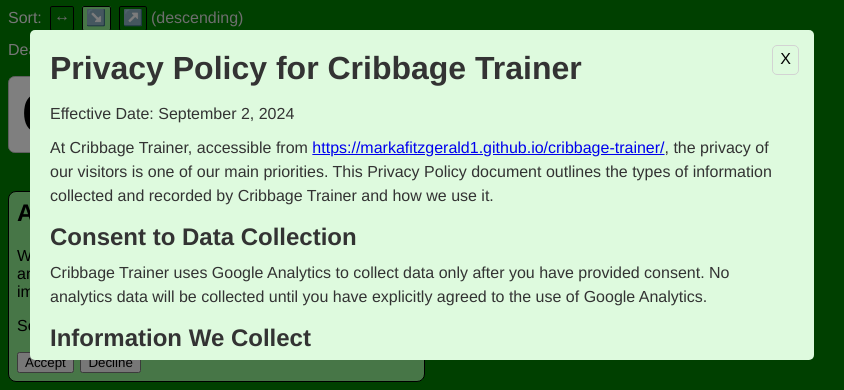 Sort: ↔ ↘ ↗ (descending)
Privacy Policy for Cribbage Trainer
X
Effective Date: September 2, 2024
At Cribbage Trainer, accessible from https://markafitzgerald1.github.io/cribbage-trainer/, the privacy of
our visitors is one of our main priorities. This Privacy Policy document outlines the types of information
collected and recorded by Cribbage Trainer and how we use it.
Consent to Data Collection
Cribbage Trainer uses Google Analytics to collect data only after you have provided consent. No
analytics data will be collected until you have explicitly agreed to the use of Google Analytics.
Information We Collect
Accept Decline